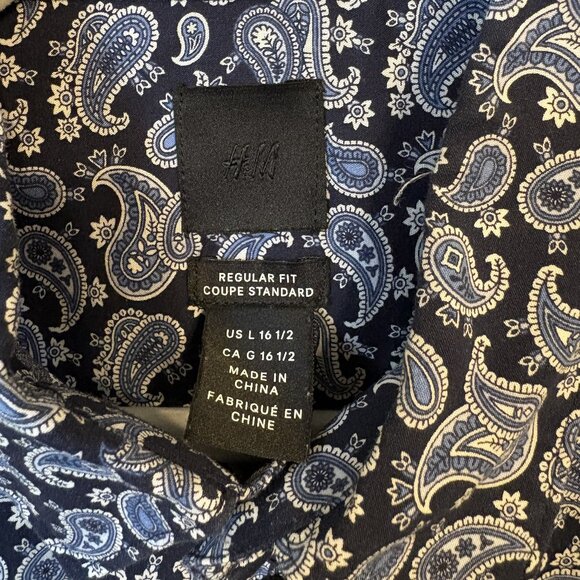 H&M
REGULAR FIT
COUPE STANDARD
US L 16 1/2
CA G 16 1/2
MADE IN
CHINA
FABRIQUÉ EN
CHINE